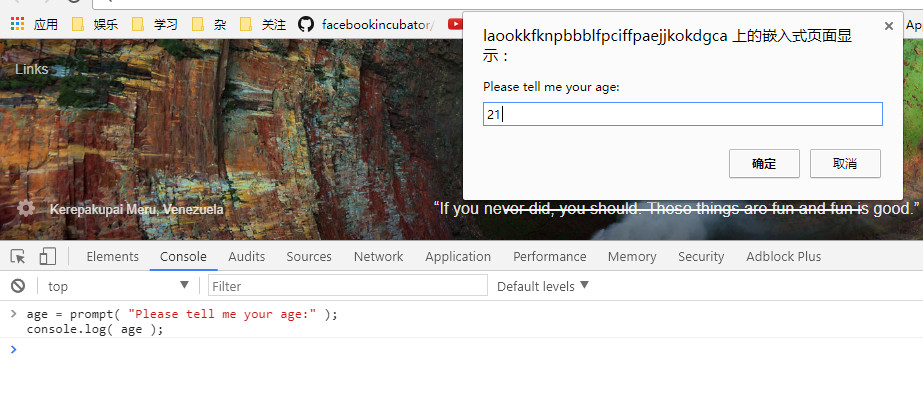 应用 娱乐 学习 杂 关注 facebookincubator/
laookkfknpbbblfpciffpaejjkokdgca 上的嵌入式页面显
示：
Please tell me your age:
21
确定 取消
Links
Kerepakupai Meru, Venezuela
“If you never did, you should. These things are fun and fun is good.”
Elements Console Audits Sources Network Application Performance Memory Security Adblock Plus
top Filter Default levels
> age = prompt( "Please tell me your age:" );
console.log( age );
>